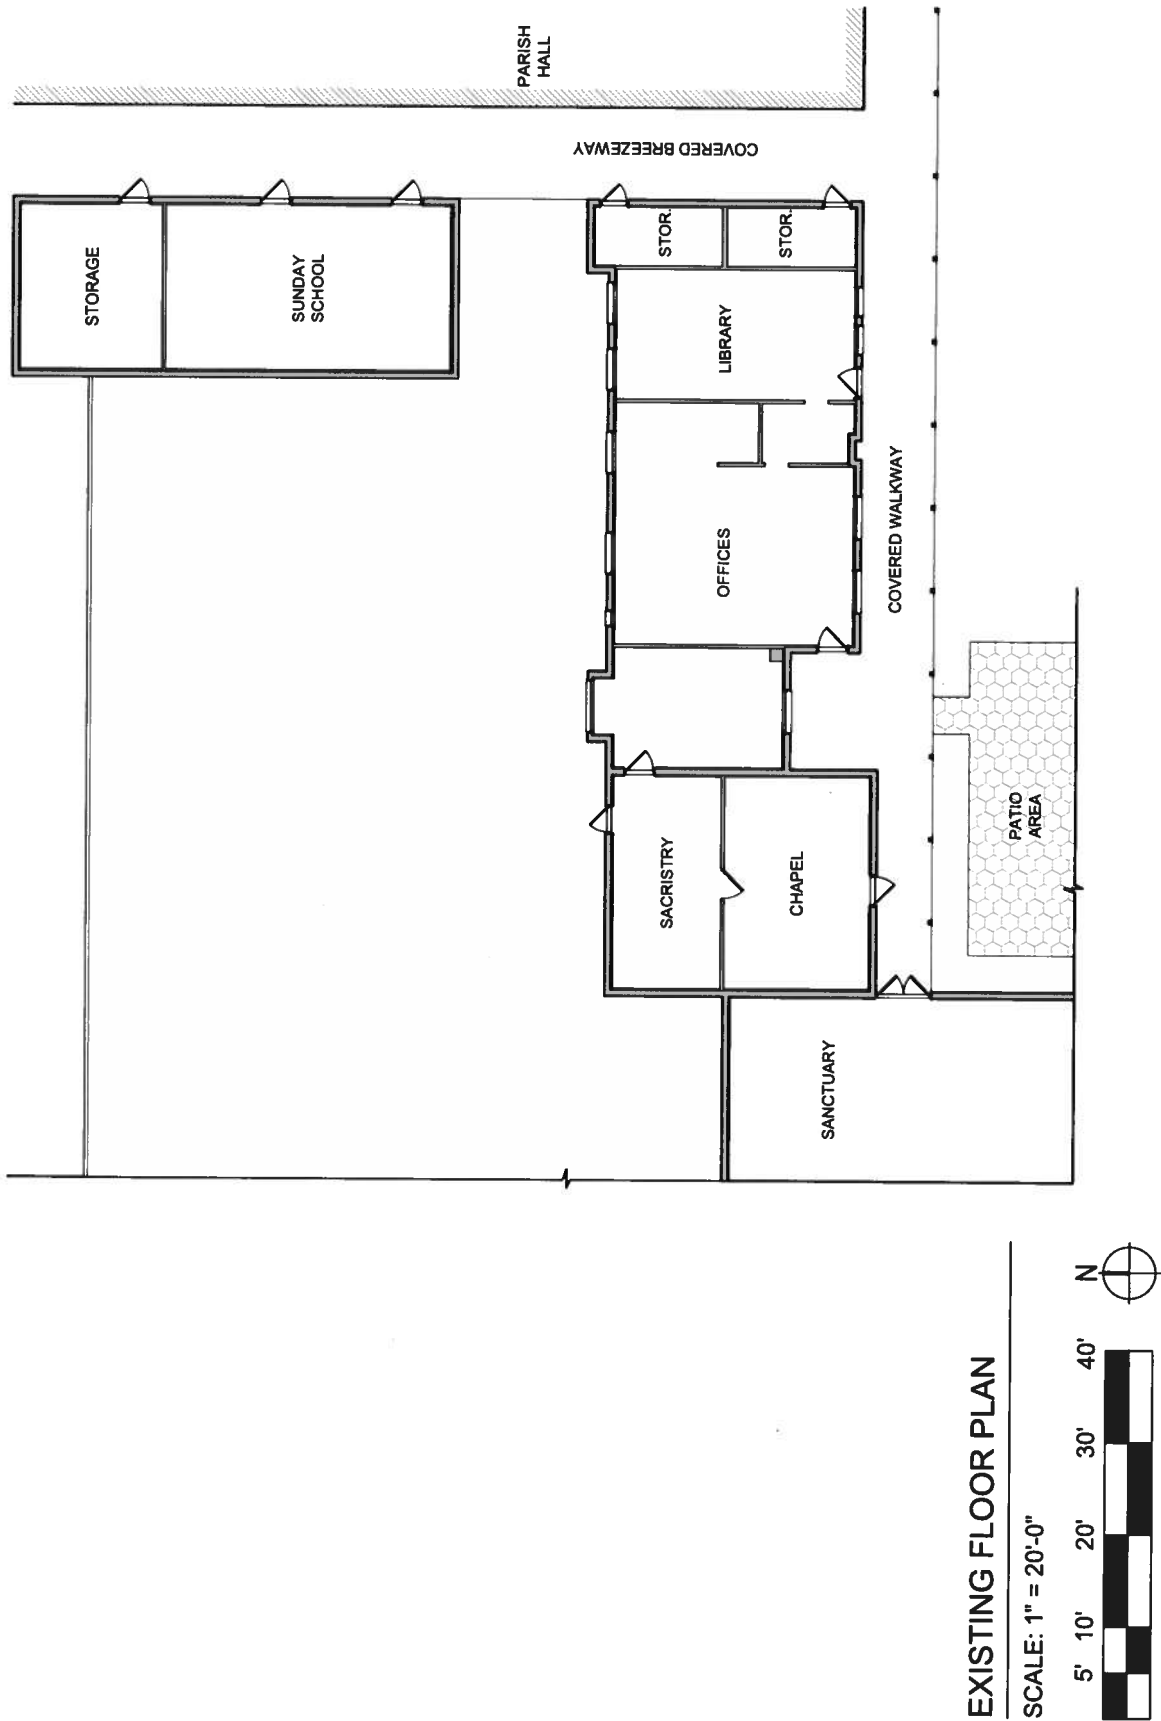 PARISH
HALL
COVERED BREEZEWAY
STORAGE
SUNDAY
SCHOOL
STOR.
STOR.
LIBRARY
OFFICES
COVERED WALKWAY
SACRISTRY
CHAPEL
PATIO
AREA
SANCTUARY
EXISTING FLOOR PLAN
SCALE: 1" = 20'-0"
5' 10' 20' 30' 40'
N